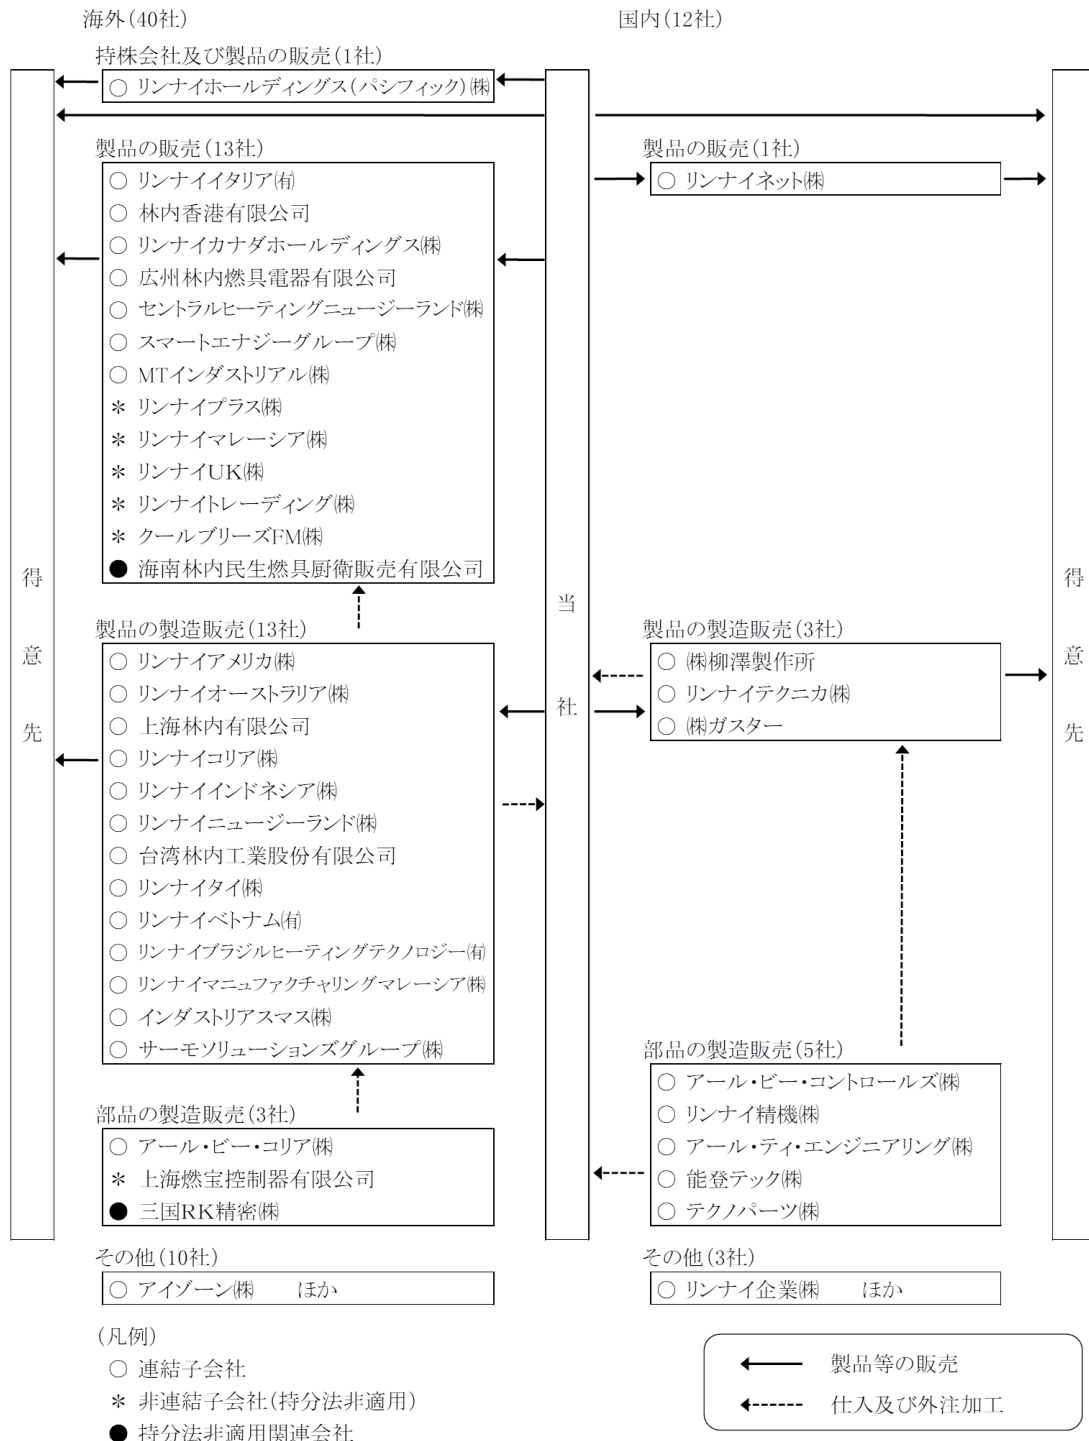 海外(40社)
国内(12社)
持株会社及び製品の販売(1社)
○ リンナイホールディングス(パシフィック)㈱
製品の販売(13社)
○ リンナイイタリア㈲
○ 林内香港有限公司
○ リンナイカナダホールディングス㈱
○ 広州林内燃具電器有限公司
○ セントラルヒーティングニュージーランド㈱
○ スマートエナジーグループ㈱
○ MTインダストリアル㈱
* リンナイプラス㈱
* リンナイマレーシア㈱
* リンナイUK㈱
* リンナイトレーディング㈱
* クールブリーズFM㈱
● 海南林内民生燃具厨衛販売有限公司
製品の販売(1社)
○ リンナイネット㈱
得意先
当社
得意先
製品の製造販売(13社)
○ リンナイアメリカ㈱
○ リンナイオーストラリア㈱
○ 上海林内有限公司
○ リンナイコリア㈱
○ リンナイインドネシア㈱
○ リンナイニュージーランド㈱
○ 台湾林内工業股份有限公司
○ リンナイタイ㈱
○ リンナイベトナム㈲
○ リンナイブラジルヒーティングテクノロジー㈲
○ リンナイマニュファクチャリングマレーシア㈱
○ インダストリアスマス㈱
○ サーモソリューションズグループ㈱
製品の製造販売(3社)
○ ㈱柳澤製作所
○ リンナイテクニカ㈱
○ ㈱ガスター
部品の製造販売(3社)
○ アール・ビー・コリア㈱
* 上海燃宝控制器有限公司
● 三国RK精密㈱
部品の製造販売(5社)
○ アール・ビー・コントロールズ㈱
○ リンナイ精機㈱
○ アール・ティ・エンジニアリング㈱
○ 能登テック㈱
○ テクノパーツ㈱
その他(10社)
○ アイゾーン㈱ ほか
その他(3社)
○ リンナイ企業㈱ ほか
(凡例)
○ 連結子会社
* 非連結子会社(持分法非適用)
● 持分法非適用関連会社
製品等の販売
仕入及び外注加工